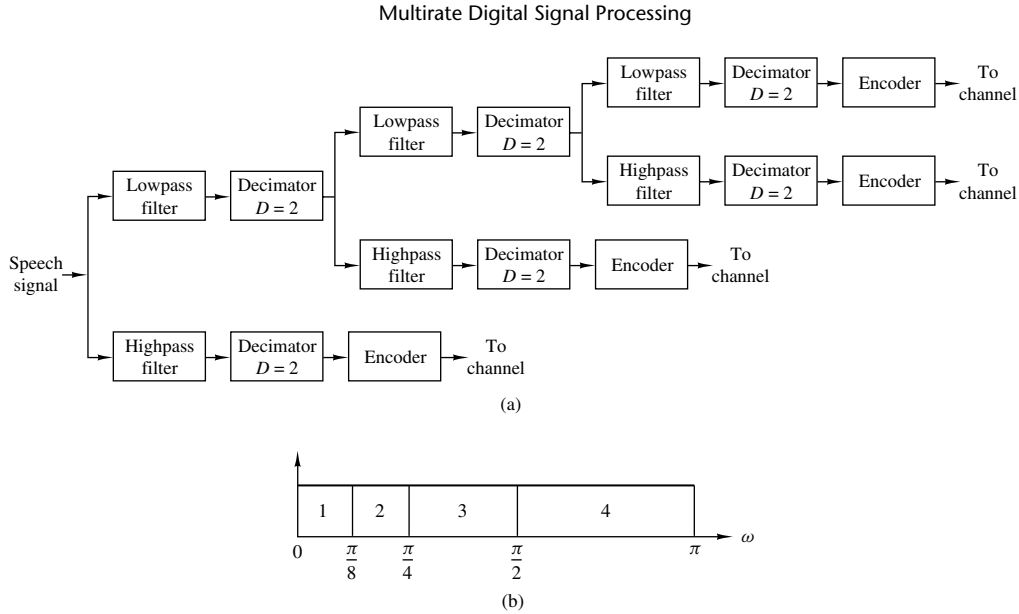 Multirate Digital Signal Processing
Lowpass
filter
Decimator
D = 2
Encoder
To
channel
Lowpass
filter
Decimator
D = 2
Highpass
filter
Decimator
D = 2
Encoder
To
channel
Lowpass
filter
Decimator
D = 2
Speech
signal
Highpass
filter
Decimator
D = 2
Encoder
To
channel
Highpass
filter
Decimator
D = 2
Encoder
To
channel
(a)
1 2 3 4
0 π/8 π/4 π/2 π ω
(b)